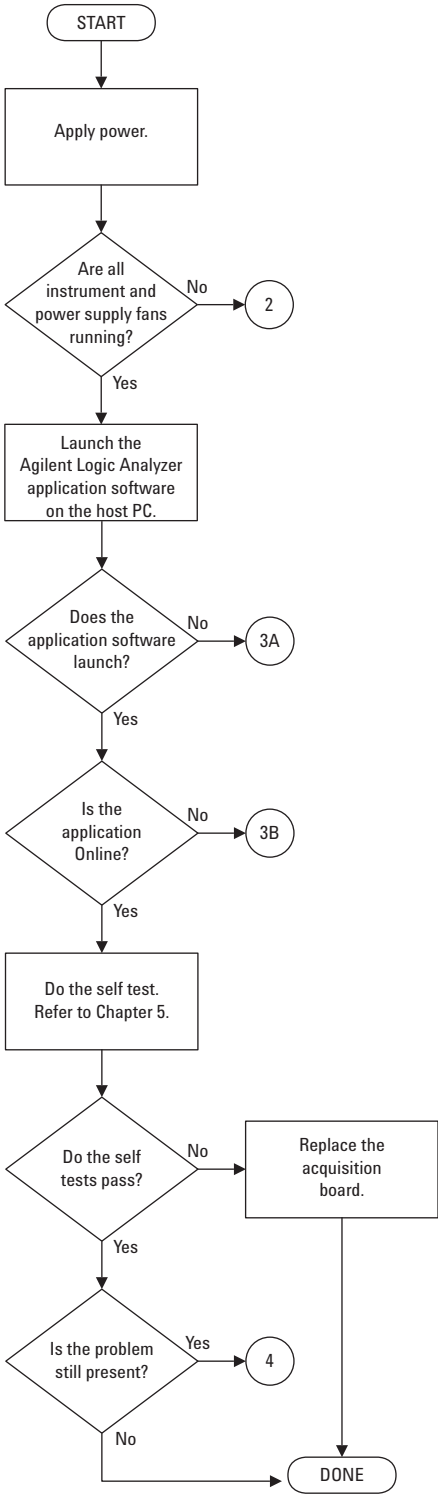 START
Apply power.
Are all
instrument and
power supply fans
running?
No
2
Yes
Launch the
Agilent Logic Analyzer
application software
on the host PC.
Does the
application software
launch?
No
3A
Yes
Is the
application
Online?
No
3B
Yes
Do the self test.
Refer to Chapter 5.
Do the self
tests pass?
No
Replace the
acquisition
board.
Yes
Is the problem
still present?
Yes
4
No
DONE